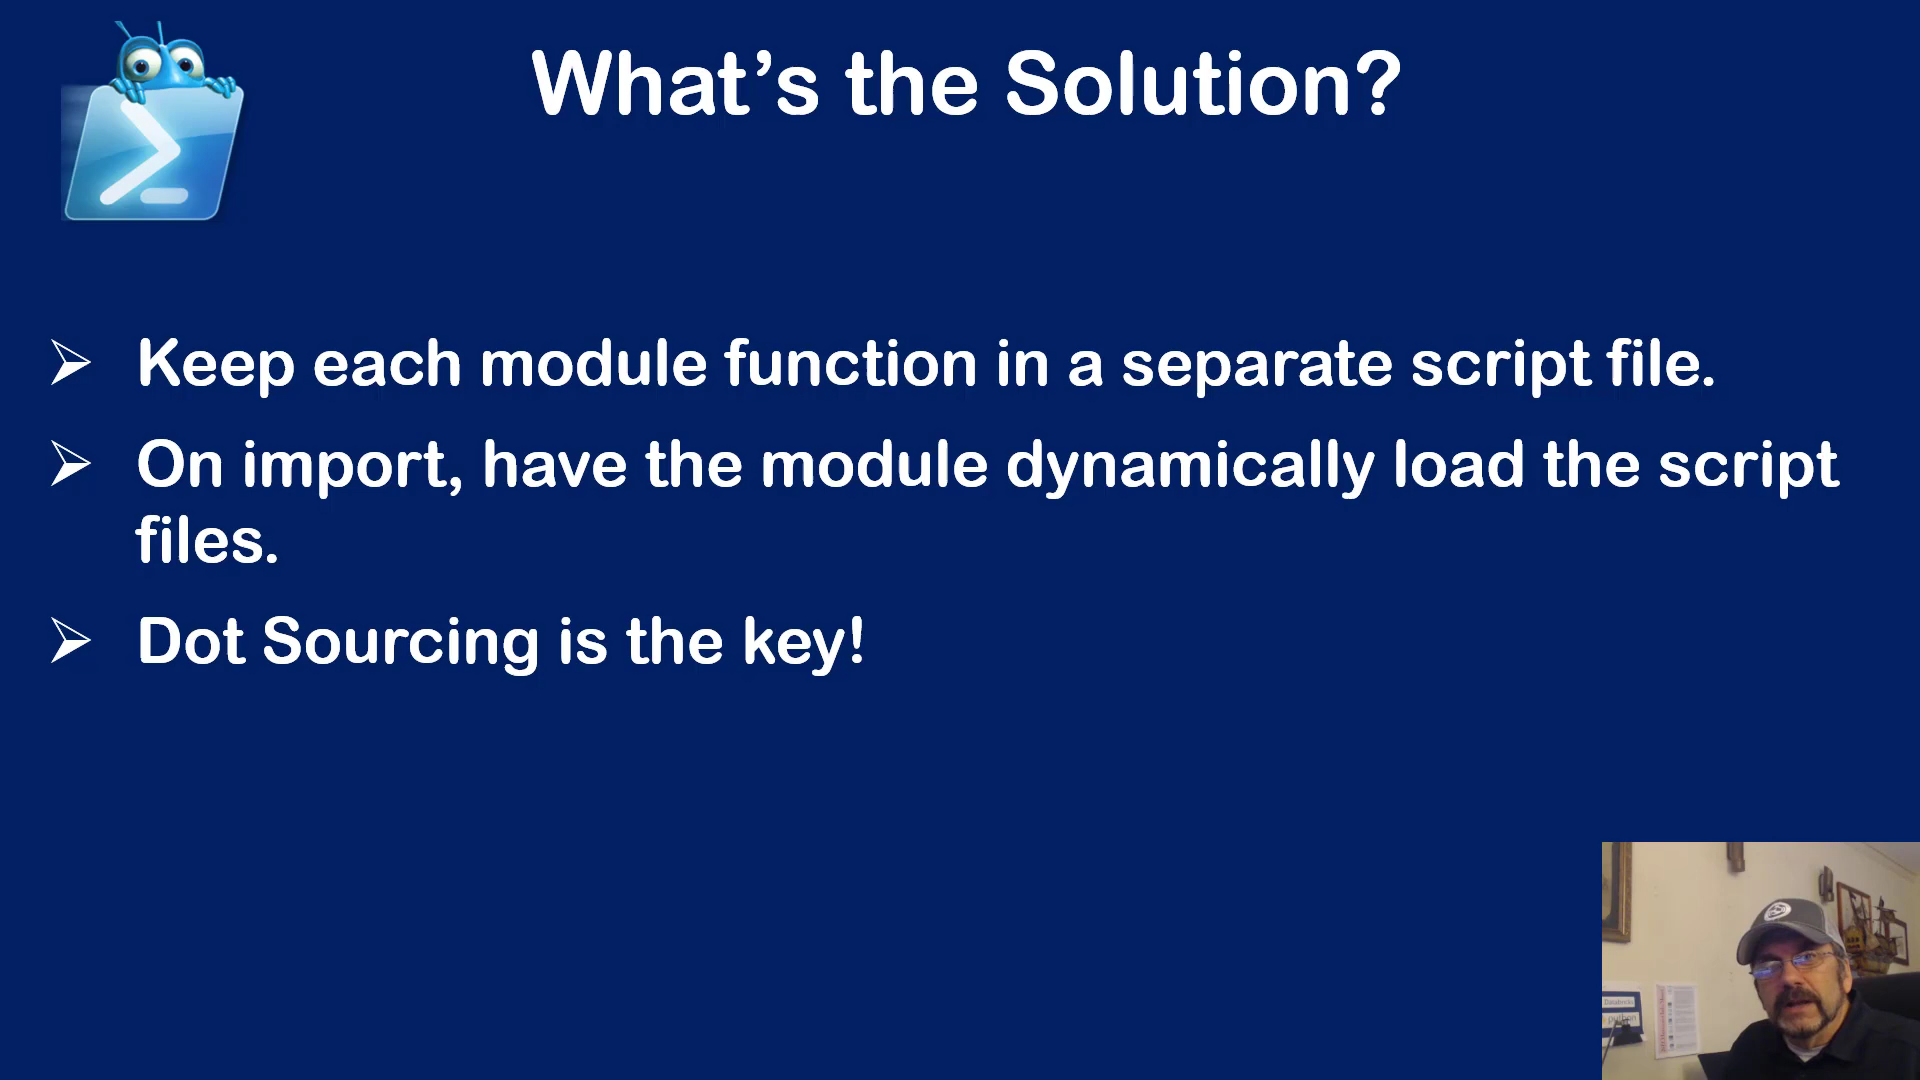 What's the Solution?
Keep each module function in a separate script file.
On import, have the module dynamically load the script
files.
Dot Sourcing is the key!
python